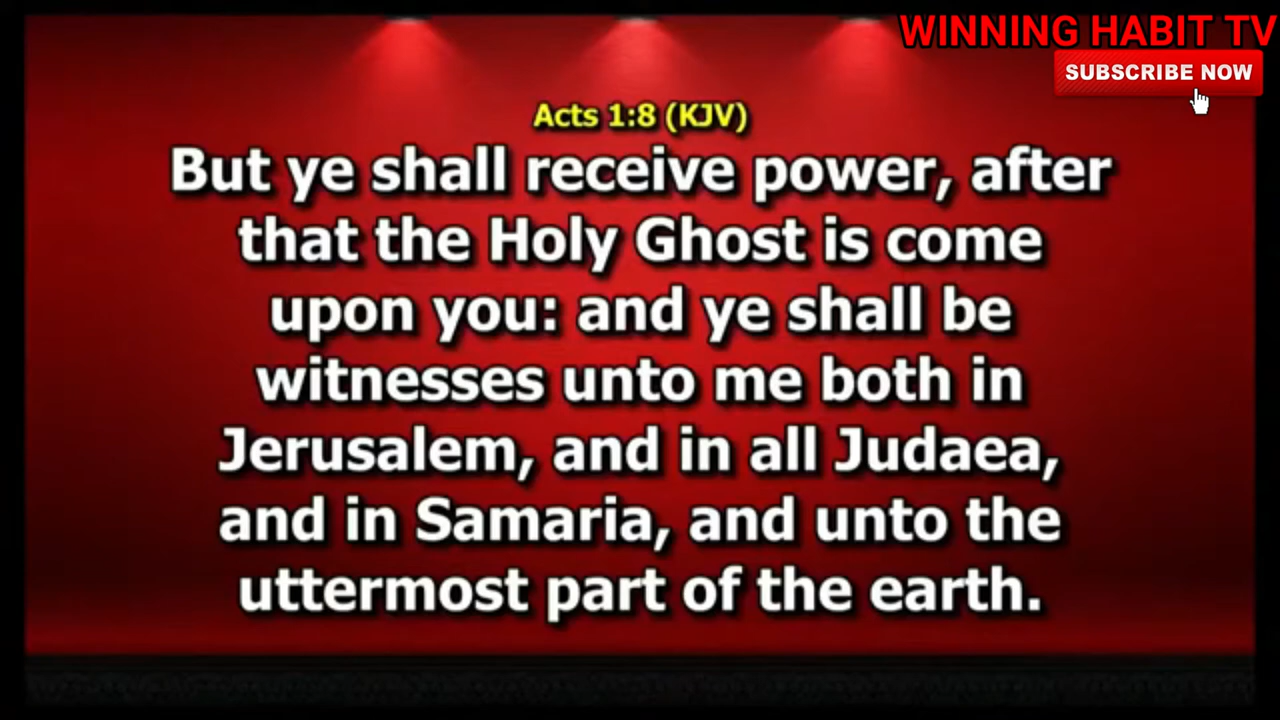 WINNING HABIT TV
SUBSCRIBE NOW
Acts 1:8 (KJV)
But ye shall receive power, after
that the Holy Ghost is come
upon you: and ye shall be
witnesses unto me both in
Jerusalem, and in all Judaea,
and in Samaria, and unto the
uttermost part of the earth.